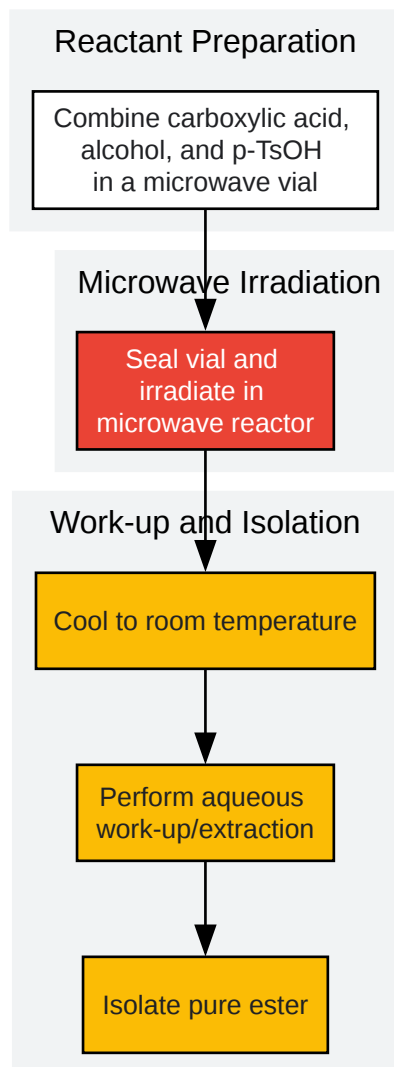 Reactant Preparation
Combine carboxylic acid,
alcohol, and p-TsOH
in a microwave vial
Microwave Irradiation
Seal vial and
irradiate in
microwave reactor
Work-up and Isolation
Cool to room temperature
Perform aqueous
work-up/extraction
Isolate pure ester